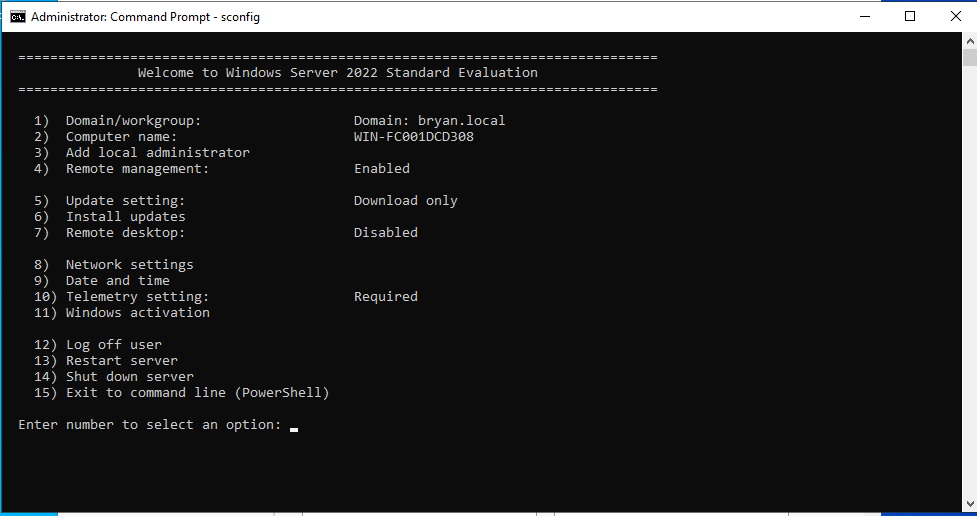 Administrator: Command Prompt - sconfig
================================================================================
Welcome to Windows Server 2022 Standard Evaluation
================================================================================
1) Domain/workgroup: Domain: bryan.local
2) Computer name: WIN-FC001DCD308
3) Add local administrator
4) Remote management: Enabled
5) Update setting: Download only
6) Install updates
7) Remote desktop: Disabled
8) Network settings
9) Date and time
10) Telemetry setting: Required
11) Windows activation
12) Log off user
13) Restart server
14) Shut down server
15) Exit to command line (PowerShell)
Enter number to select an option: